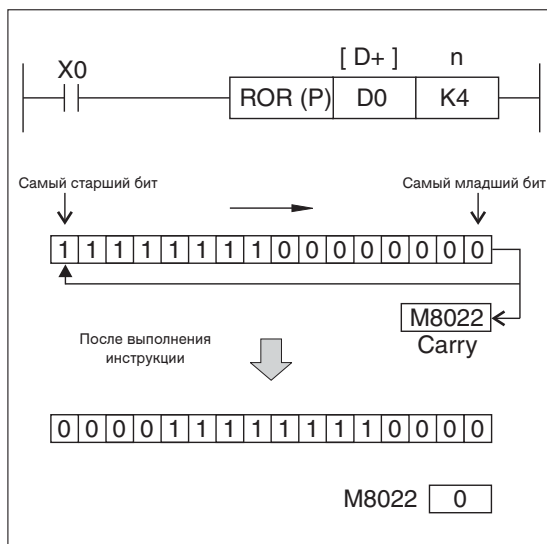 [ D+ ] n
X0
ROR (P) D0 K4
Самый старший бит Самый младший бит
1 1 1 1 1 1 1 1 0 0 0 0 0 0 0 0
M8022
Carry
После выполнения
инструкции
0 0 0 0 1 1 1 1 1 1 1 1 0 0 0 0
M8022 0